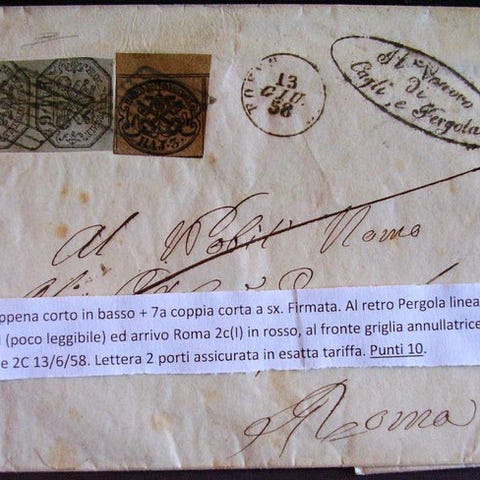 BAJ. 3
13
GIU.
58
Il Vescovo
di
Cagli, e Pergola
Al Nobil' Uomo
ppena corto in basso + 7a coppia corta a sx. Firmata. Al retro Pergola linea
I (poco leggibile) ed arrivo Roma 2c(I) in rosso, al fronte griglia annullatrice
e 2C 13/6/58. Lettera 2 porti assicurata in esatta tariffa. Punti 10.
Roma